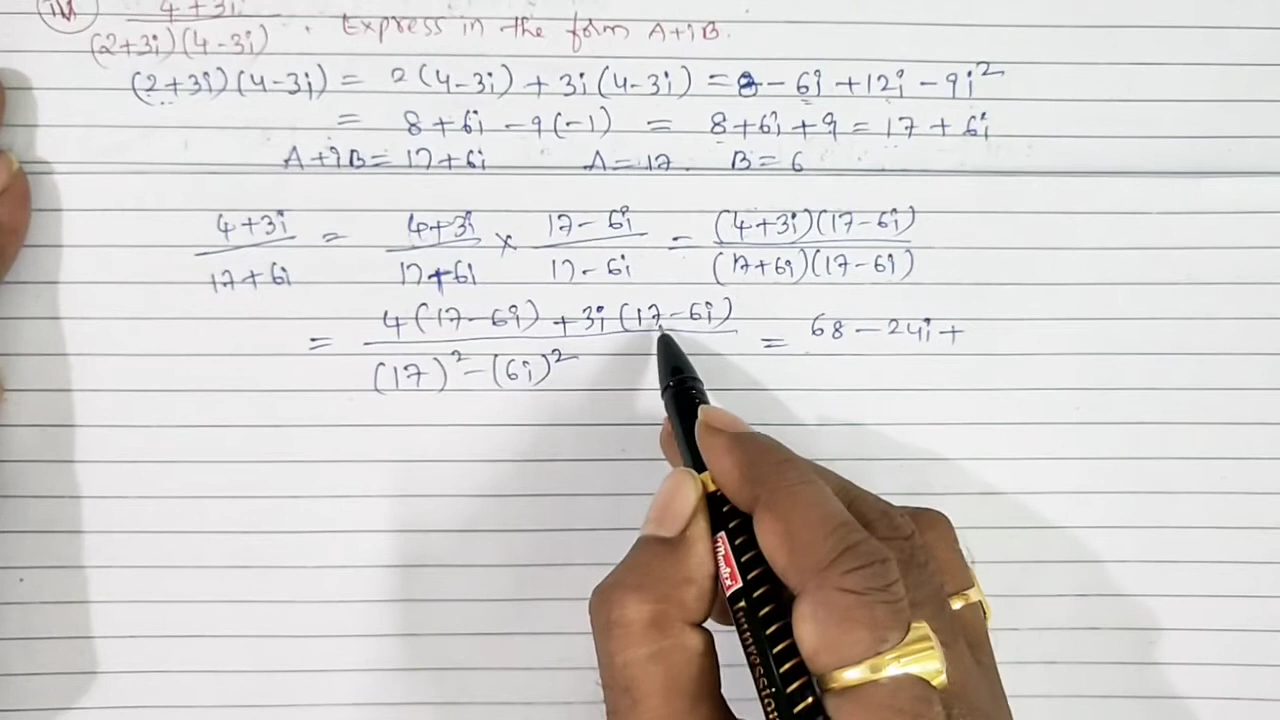 1M 4+3i
(2+3i)(4-3i) . Express in the form A+iB.
(2+3i)(4-3i) = 2(4-3i) + 3i(4-3i) = 8 - 6i + 12i - 9i²
= 8+6i - 9(-1) = 8+6i+9 = 17+6i
A+iB = 17+6i A=17 B=6
4+3i / 17+6i = 4+3i / 17+6i × 17-6i / 17-6i = (4+3i)(17-6i) / (17+6i)(17-6i)
= 4(17-6i) + 3i(17-6i) / (17)² - (6i)² = 68 - 24i +
Montex
Impression